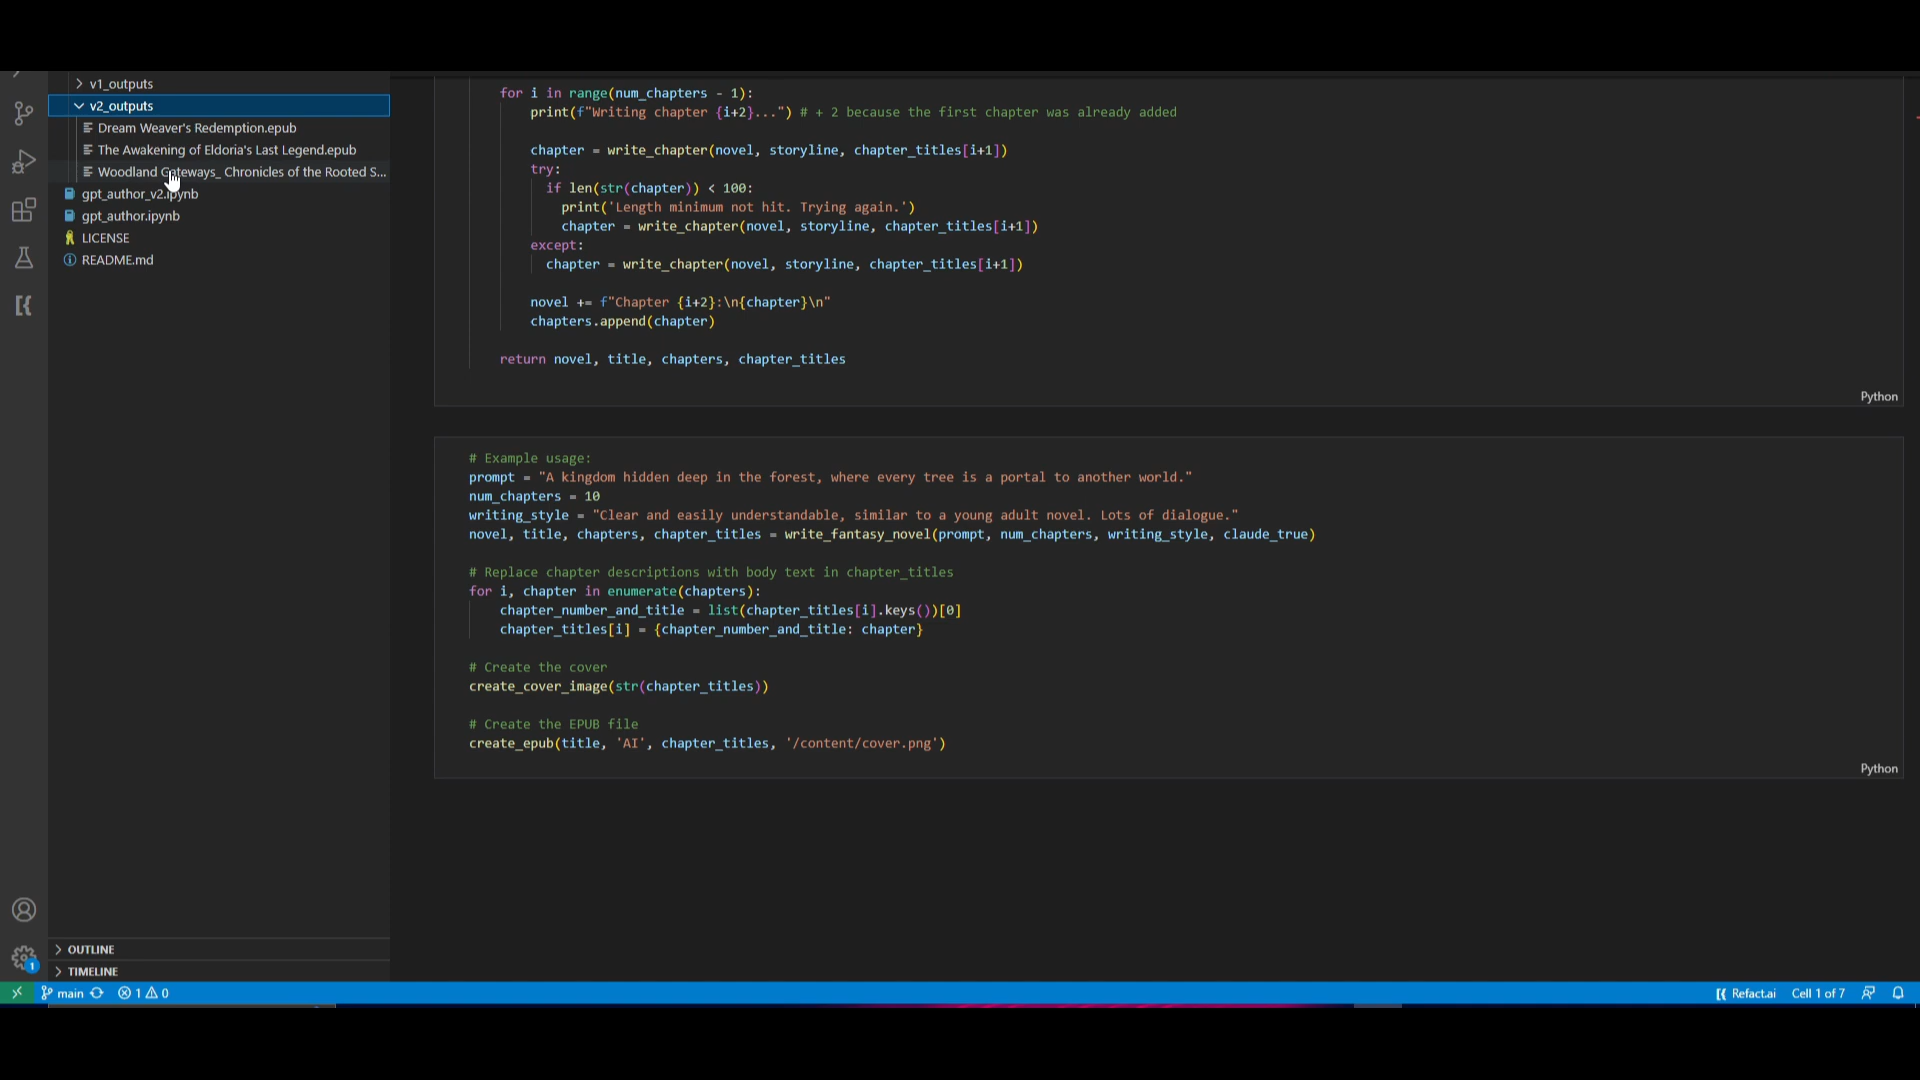 v1_outputs
v2_outputs
Dream Weaver's Redemption.epub
The Awakening of Eldoria's Last Legend.epub
Woodland Gateways_ Chronicles of the Rooted S...
gpt_author_v2.ipynb
gpt_author.ipynb
LICENSE
README.md
OUTLINE
TIMELINE
for i in range(num_chapters - 1):
print(f"Writing chapter {i+2}...") # + 2 because the first chapter was already added
chapter = write_chapter(novel, storyline, chapter_titles[i+1])
try:
if len(str(chapter)) < 100:
print('Length minimum not hit. Trying again.')
chapter = write_chapter(novel, storyline, chapter_titles[i+1])
except:
chapter = write_chapter(novel, storyline, chapter_titles[i+1])
novel += f"Chapter {i+2}:\n{chapter}\n"
chapters.append(chapter)
return novel, title, chapters, chapter_titles
Python
# Example usage:
prompt = "A kingdom hidden deep in the forest, where every tree is a portal to another world."
num_chapters = 10
writing_style = "Clear and easily understandable, similar to a young adult novel. Lots of dialogue."
novel, title, chapters, chapter_titles = write_fantasy_novel(prompt, num_chapters, writing_style, claude_true)
# Replace chapter descriptions with body text in chapter_titles
for i, chapter in enumerate(chapters):
chapter_number_and_title = list(chapter_titles[i].keys())[0]
chapter_titles[i] = {chapter_number_and_title: chapter}
# Create the cover
create_cover_image(str(chapter_titles))
# Create the EPUB file
create_epub(title, 'AI', chapter_titles, '/content/cover.png')
Python
1
main
1
0
Refact.ai
Cell 1 of 7